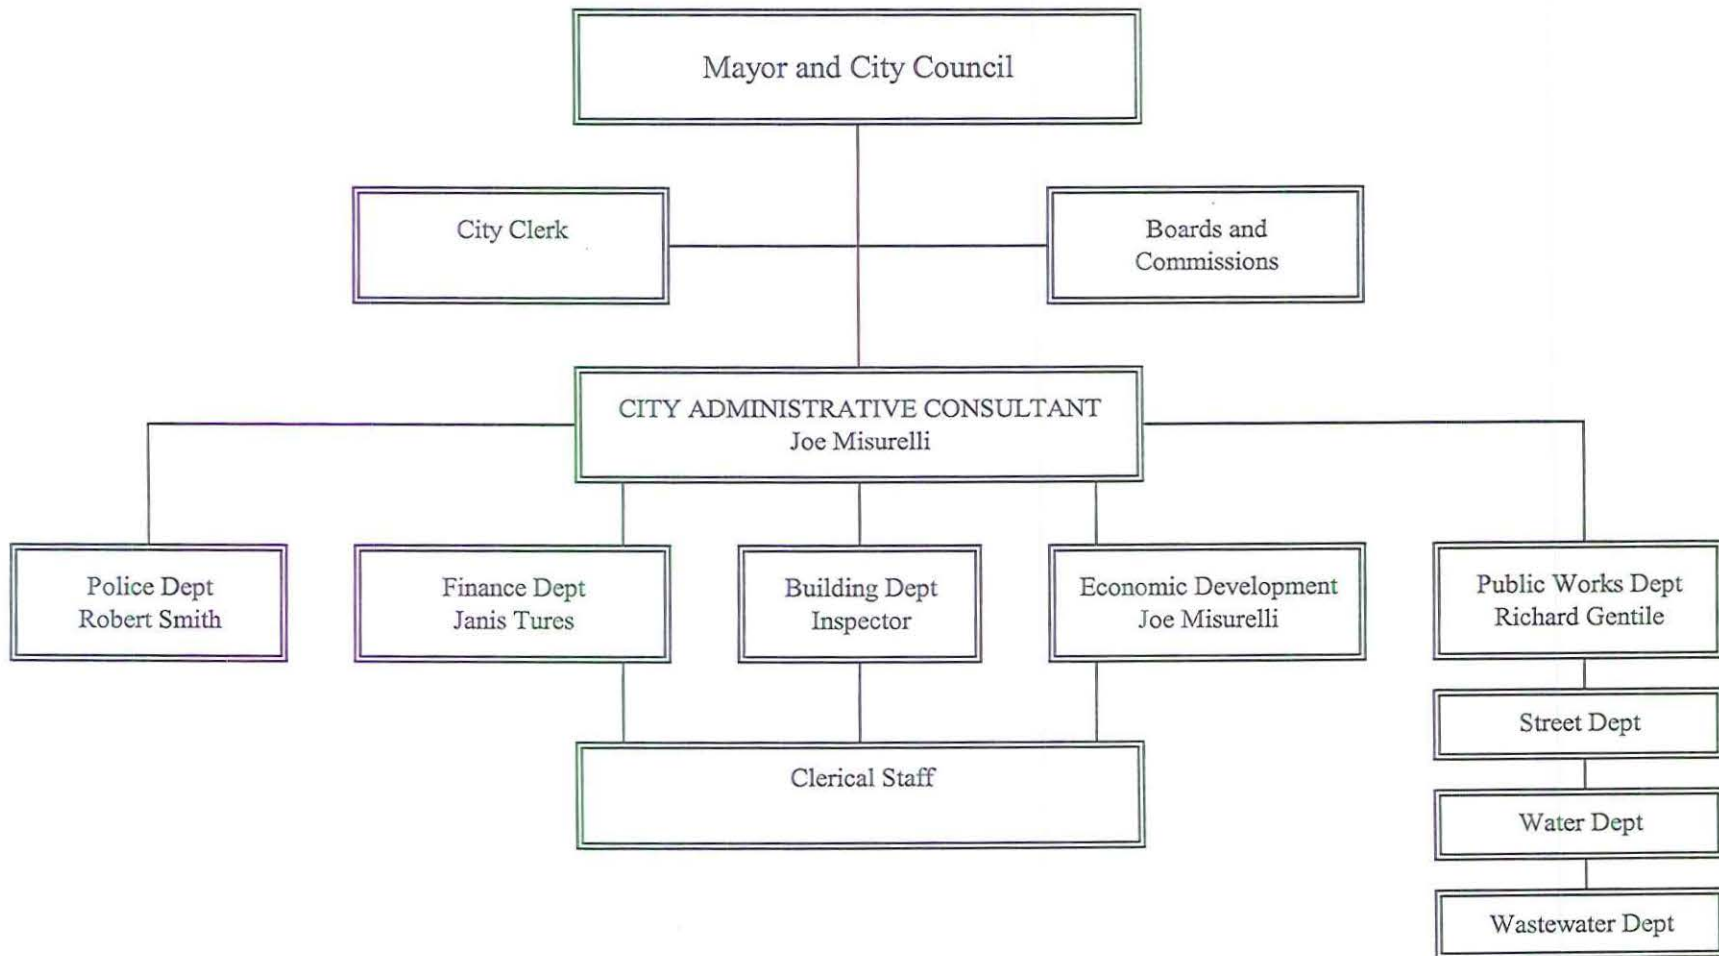 Mayor and City Council
City Clerk
Boards and
Commissions
CITY ADMINISTRATIVE CONSULTANT
Joe Misurelli
Police Dept
Robert Smith
Finance Dept
Janis Tures
Building Dept
Inspector
Economic Development
Joe Misurelli
Public Works Dept
Richard Gentile
Street Dept
Clerical Staff
Water Dept
Wastewater Dept